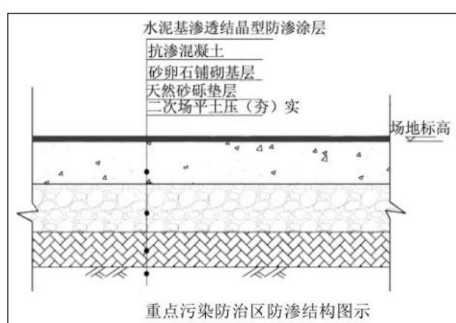 水泥基渗透结晶型防渗涂层
抗渗混凝土
砂卵石铺砌基层
天然砂砾垫层
二次场平土压（夯）实
场地标高
重点污染防治区防渗结构图示